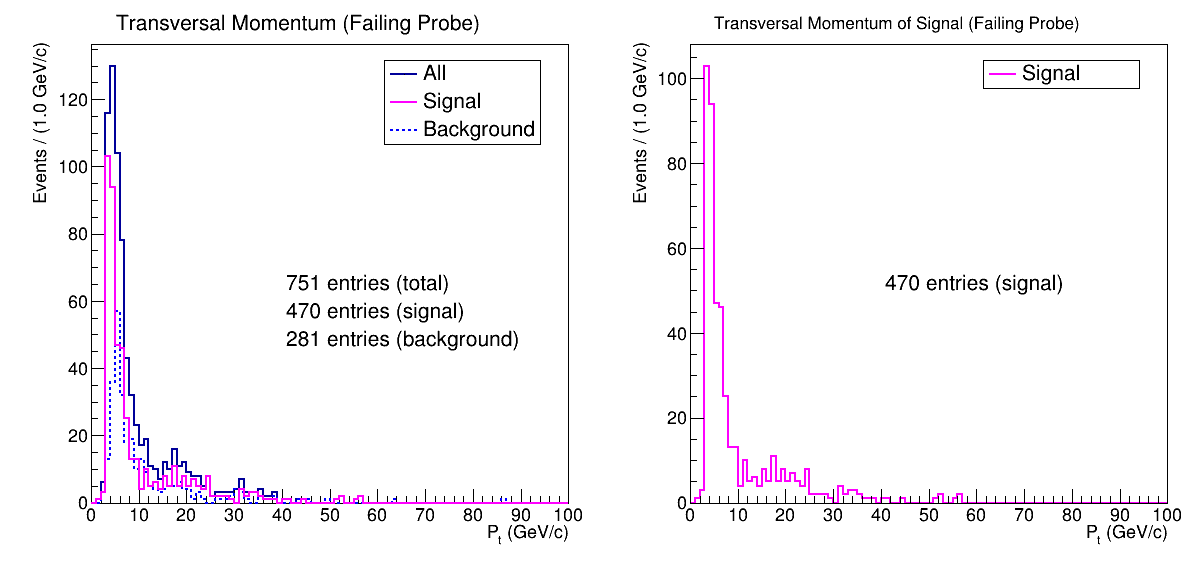 Transversal Momentum (Failing Probe)
Events / (1.0 GeV/c)
120
100
80
60
40
20
0
All
Signal
Background
751 entries (total)
470 entries (signal)
281 entries (background)
0 10 20 30 40 50 60 70 80 90 100
Pt (GeV/c)
Transversal Momentum of Signal (Failing Probe)
Events / (1.0 GeV/c)
100
80
60
40
20
0
Signal
470 entries (signal)
0 10 20 30 40 50 60 70 80 90 100
Pt (GeV/c)